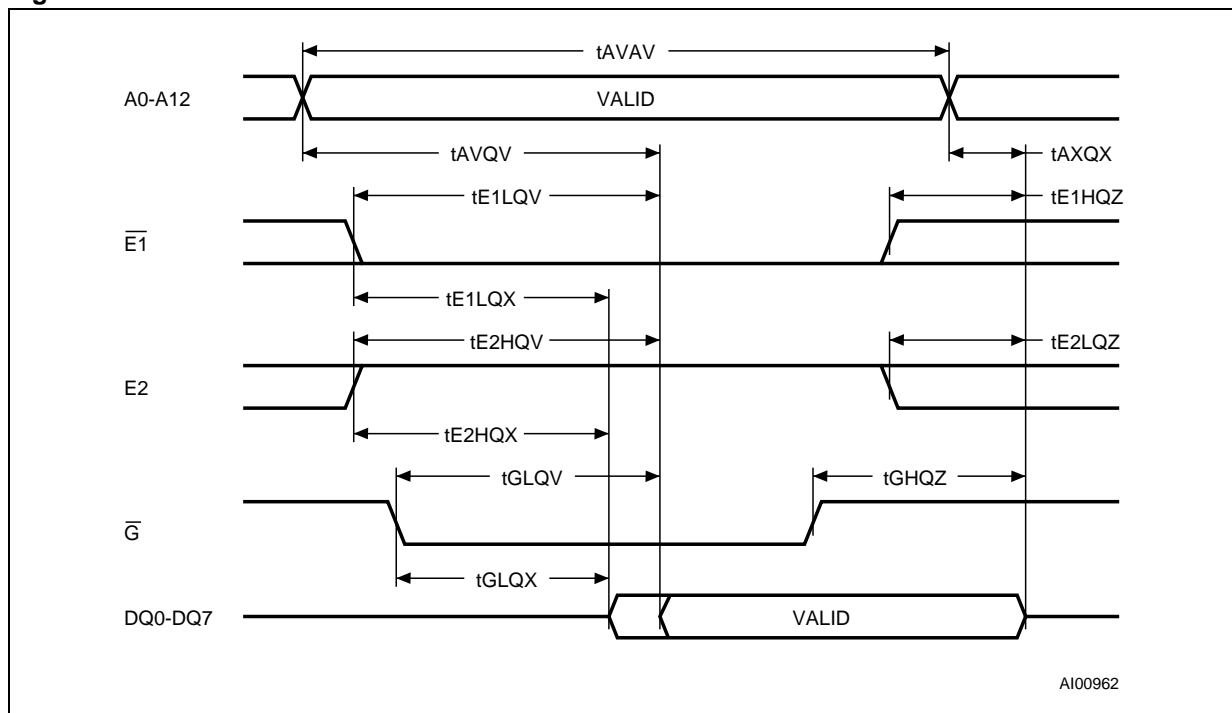 tAVAV
A0-A12
VALID
tAVQV
tAXQX
tE1LQV
tE1HQZ
E1
tE1LQX
tE2HQV
tE2LQZ
E2
tE2HQX
tGLQV
tGHQZ
G
tGLQX
DQ0-DQ7
VALID
AI00962